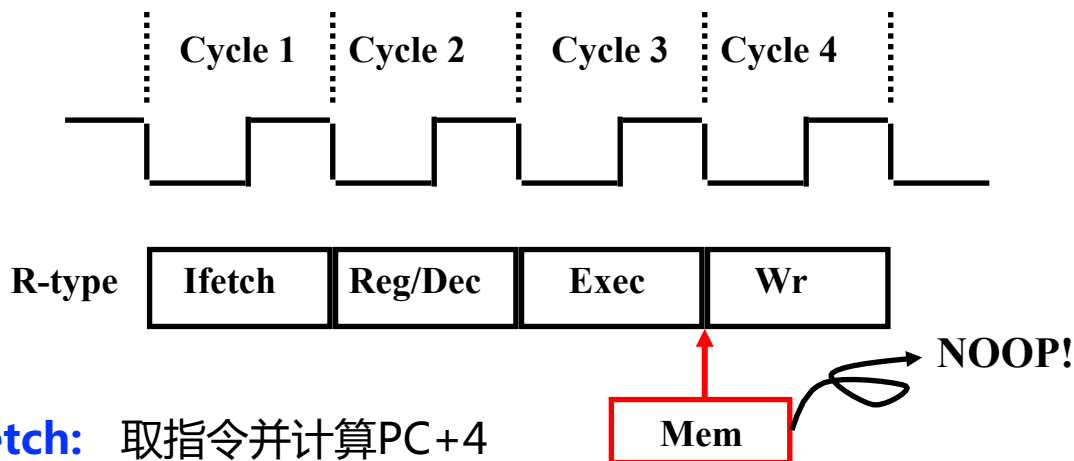 Cycle 1 Cycle 2 Cycle 3 Cycle 4
R-type Ifetch Reg/Dec Exec Wr
NOOP!
Mem
etch: 取指令并计算PC+4